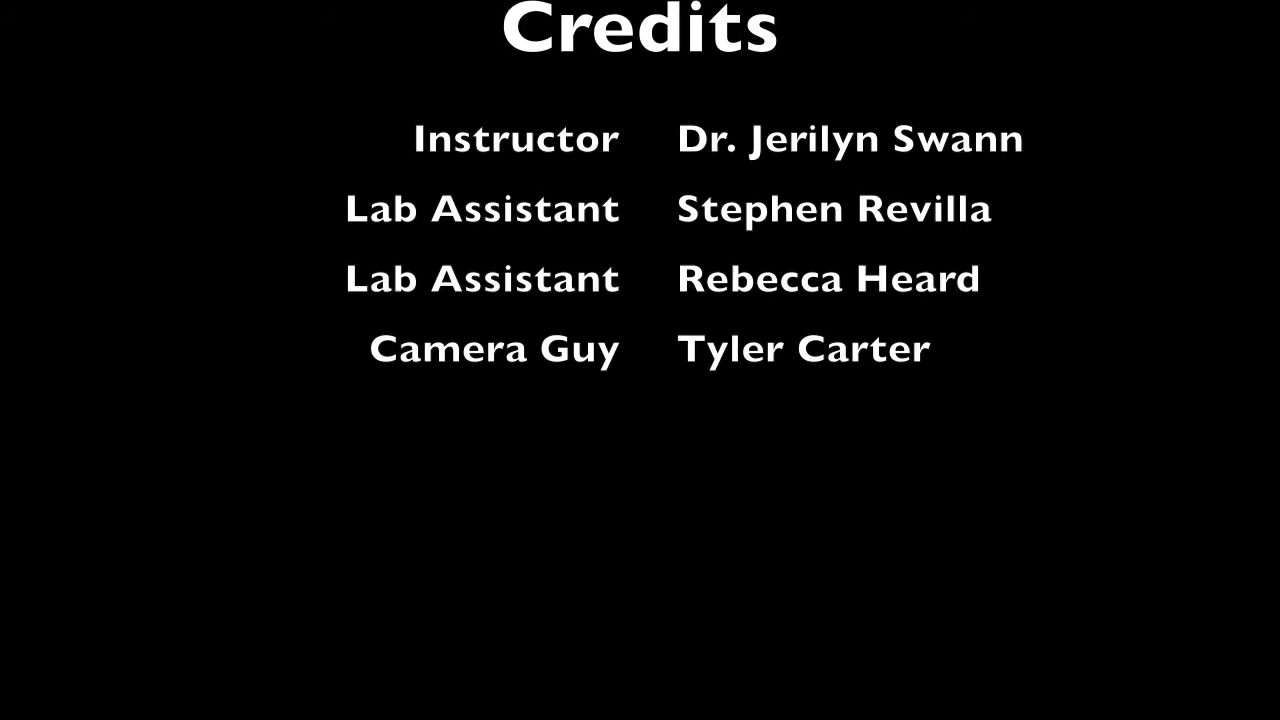 Credits
Instructor Dr. Jerilyn Swann
Lab Assistant Stephen Revilla
Lab Assistant Rebecca Heard
Camera Guy Tyler Carter